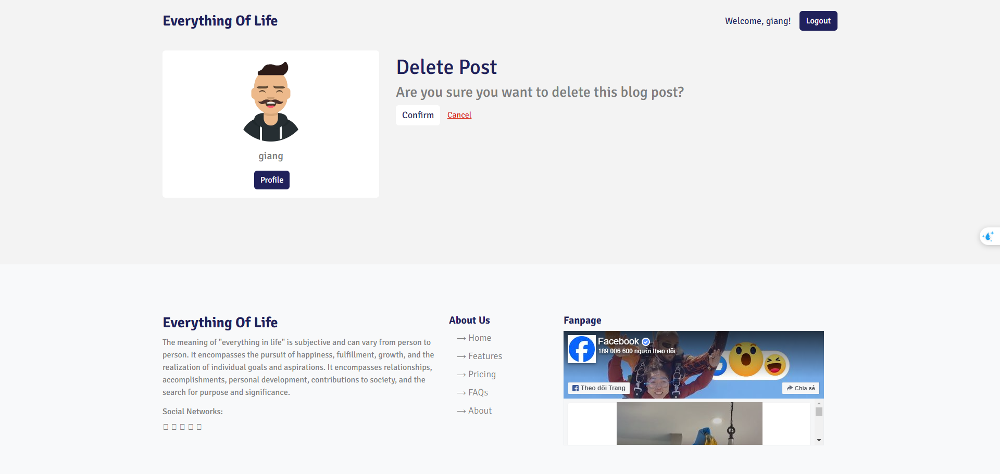 Everything Of Life
Welcome, giang!
Logout
Delete Post
Are you sure you want to delete this blog post?
Confirm
Cancel
giang
Profile
Everything Of Life
The meaning of "everything in life" is subjective and can vary from person to
person. It encompasses the pursuit of happiness, fulfillment, growth, and the
realization of individual goals and aspirations. It encompasses relationships,
accomplishments, personal development, contributions to society, and the
search for purpose and significance.
Social Networks:
About Us
→ Home
→ Features
→ Pricing
→ FAQs
→ About
Fanpage
Facebook
189.006.600 người theo dõi
Theo dõi Trang
Chia sẻ